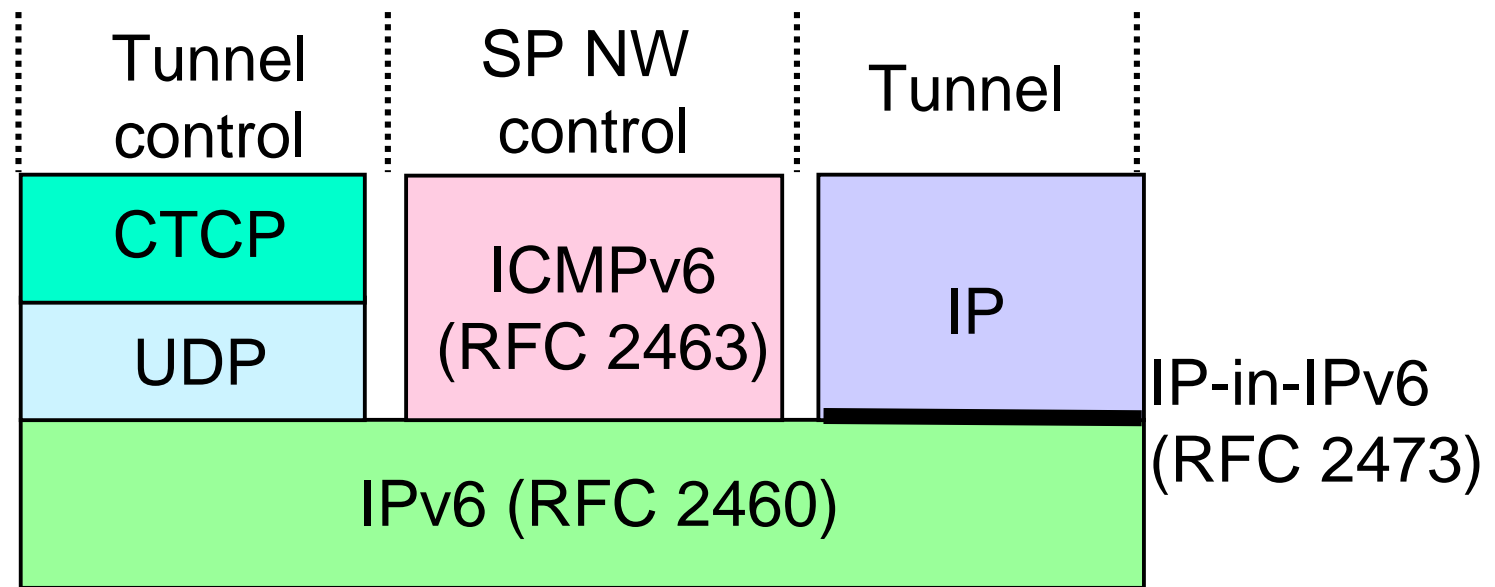 Tunnel
control
SP NW
control
Tunnel
CTCP
UDP
ICMPv6
(RFC 2463)
IP
IP-in-IPv6
(RFC 2473)
IPv6 (RFC 2460)